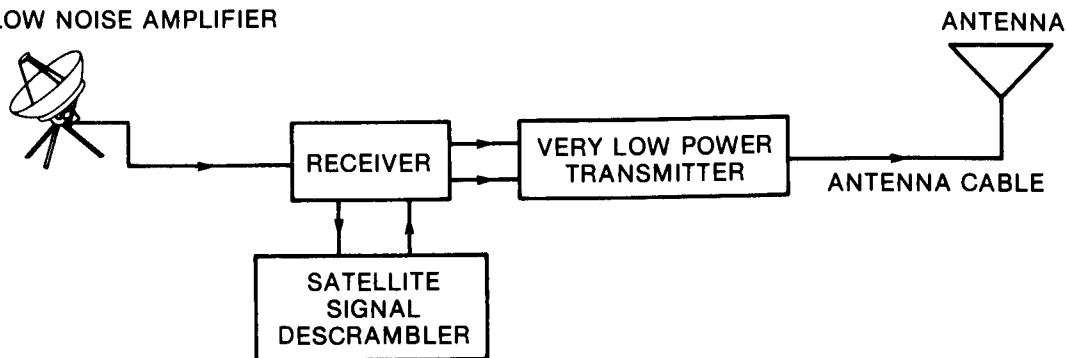 LOW NOISE AMPLIFIER
ANTENNA
RECEIVER
VERY LOW POWER
TRANSMITTER
ANTENNA CABLE
SATELLITE
SIGNAL
DESCRAMBLER